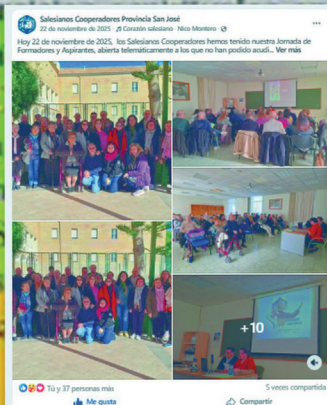 Salesianos Cooperadores Provincia San José
22 de noviembre de 2025 · Corazón salesiano - Nico Montero ·
Hoy 22 de noviembre de 2025, los Salesianos Cooperadores hemos tenido nuestra Jornada de
Formadores y Aspirantes, abierta telemáticamente a los que no han podido acudi... Ver más
+10
Tú y 37 personas más
5 veces compartida
Me gusta
Compartir